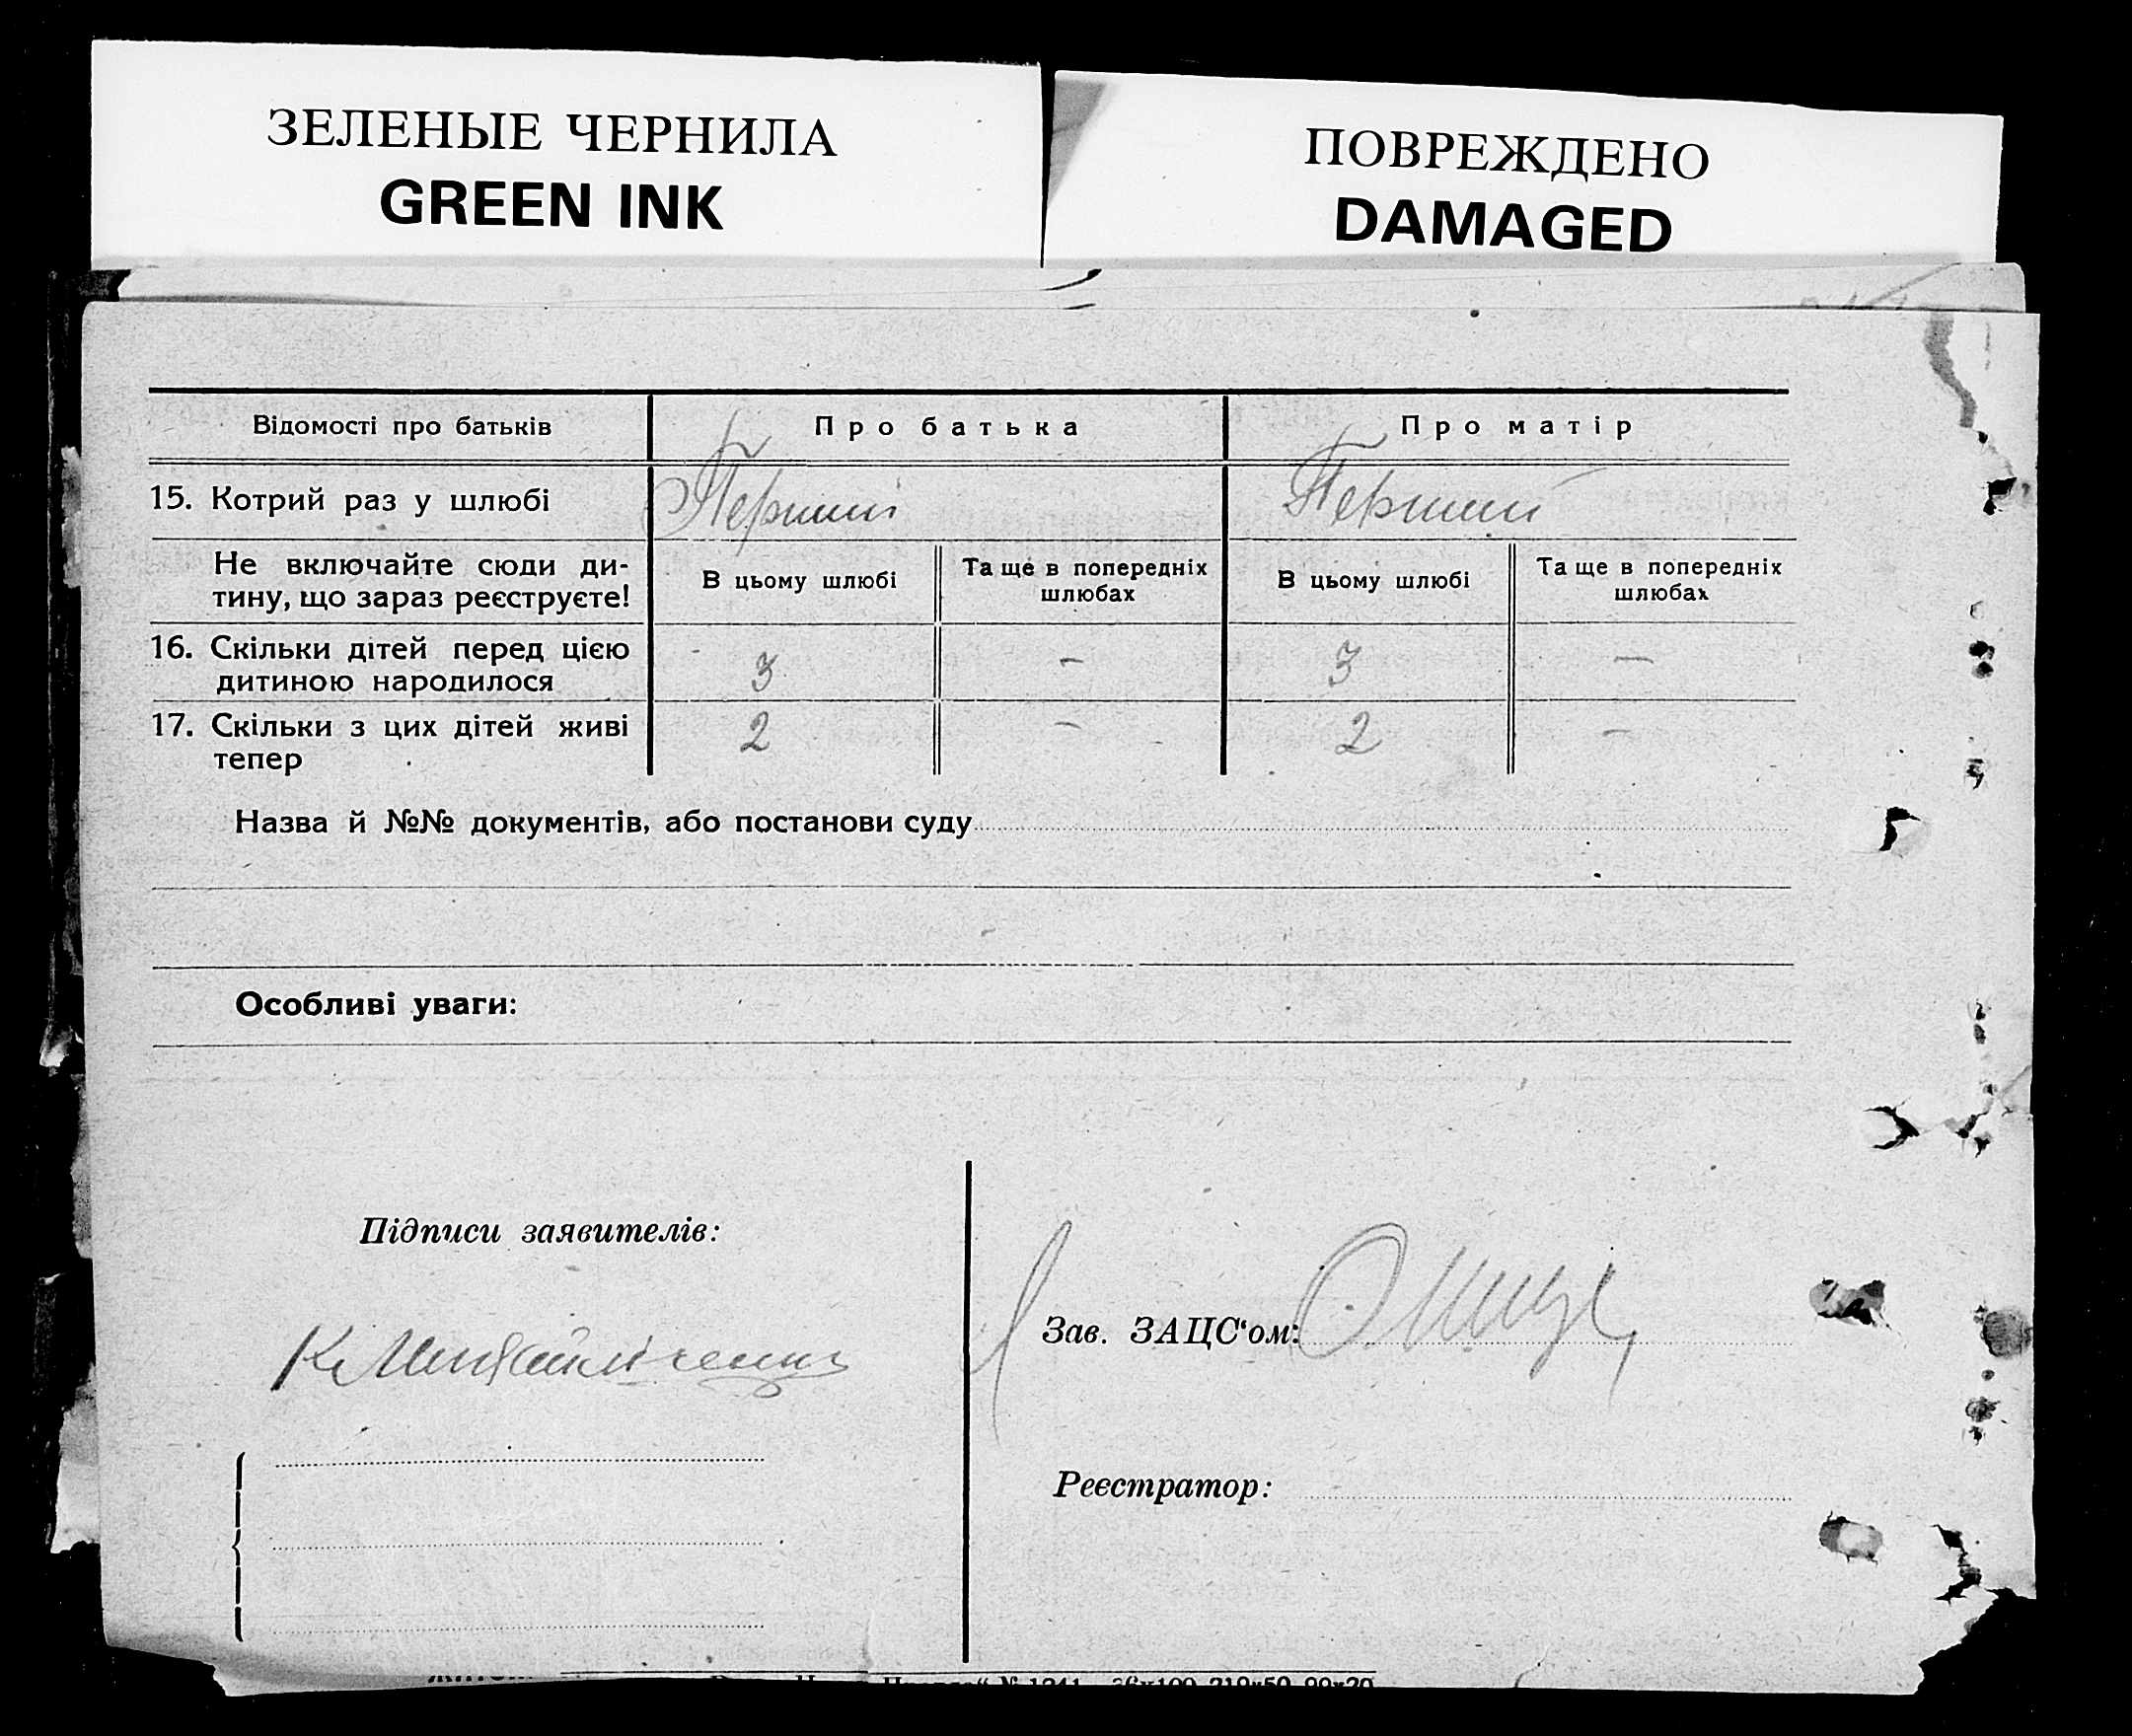 ЗЕЛЕНЫЕ ЧЕРНИЛА
GREEN INK
ПОВРЕЖДЕНО
DAMAGED
Відомості про батьків
Про батька
Про матір
15. Котрий раз у шлюбі
Перший
Перший
Не включайте сюди ди-
тину, що зараз реєструєте!
В цьому шлюбі
Та ще в попередніх
шлюбах
В цьому шлюбі
Та ще в попередніх
шлюбах
16. Скільки дітей перед цією
дитиною народилося
3
–
3
–
17. Скільки з цих дітей живі
тепер
2
–
2
–
Назва й №№ документів, або постанови суду
Особливі уваги:
Підписи заявителів:
К
Зав. ЗАЦС‘ом:
Реєстратор: